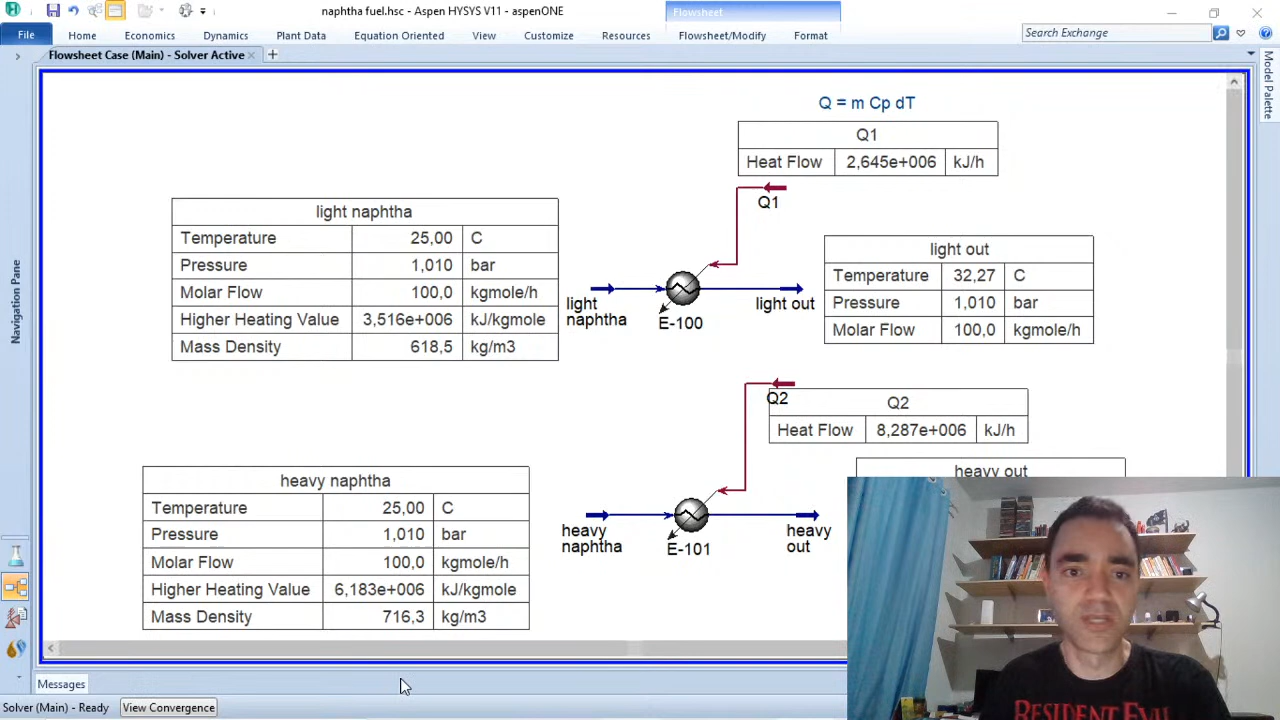 naphtha fuel.hsc - Aspen HYSYS V11 - aspenONE
Flowsheet
File Home Economics Dynamics Plant Data Equation Oriented View Customize Resources Flowsheet/Modify Format
Search Exchange
Flowsheet Case (Main) - Solver Active
Model Palette
Navigation Pane
Q = m Cp dT
Q1
Heat Flow 2,645e+006 kJ/h
Q1
light naphtha
Temperature 25,00 C
Pressure 1,010 bar
Molar Flow 100,0 kgmole/h
Higher Heating Value 3,516e+006 kJ/kgmole
Mass Density 618,5 kg/m3
light
naphtha
E-100
light out
light out
Temperature 32,27 C
Pressure 1,010 bar
Molar Flow 100,0 kgmole/h
Q2
Q2
Heat Flow 8,287e+006 kJ/h
heavy out
heavy naphtha
Temperature 25,00 C
Pressure 1,010 bar
Molar Flow 100,0 kgmole/h
Higher Heating Value 6,183e+006 kJ/kgmole
Mass Density 716,3 kg/m3
heavy
naphtha
E-101
heavy
out
Messages
Solver (Main) - Ready View Convergence
RESIDENT EVIL